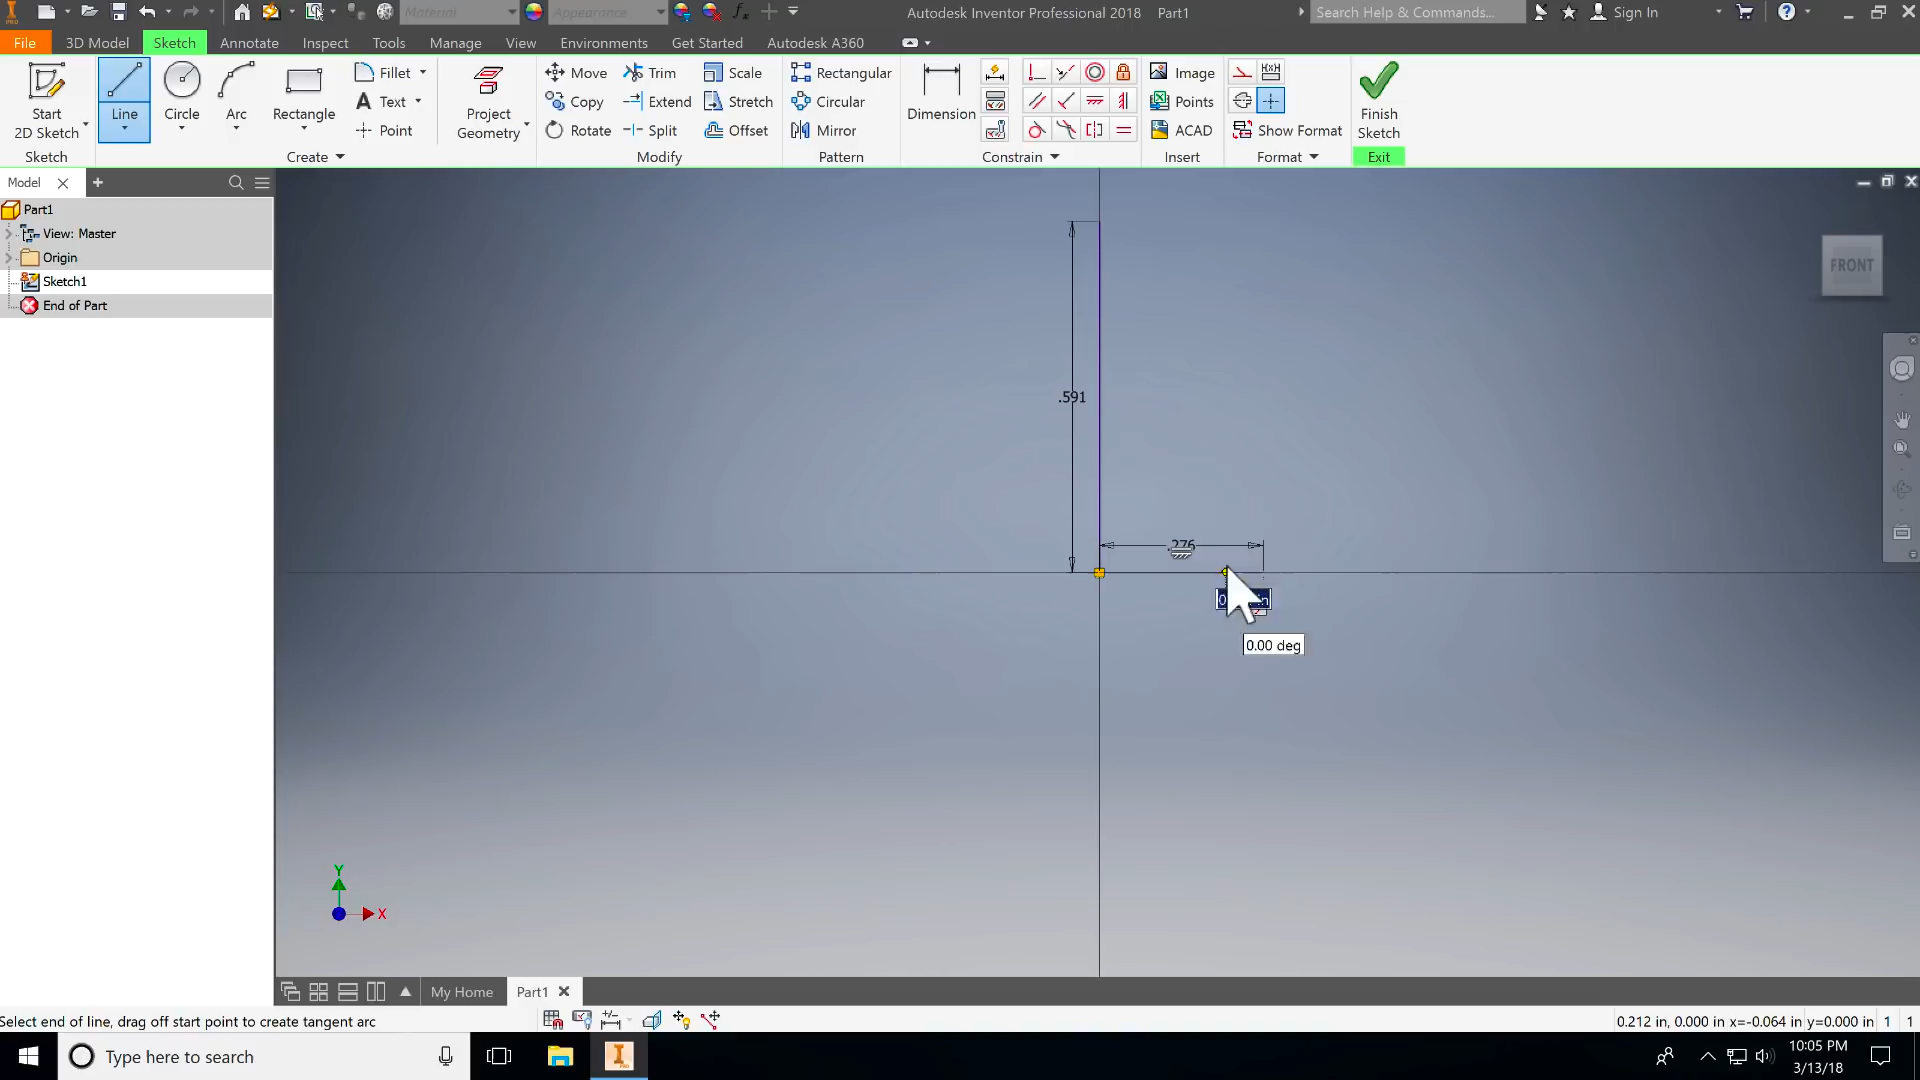 Material
Appearance
Autodesk Inventor Professional 2018 Part1
Search Help & Commands...
Sign In
PRO
File
3D Model
Sketch
Annotate
Inspect
Tools
Manage
View
Environments
Get Started
Autodesk A360
Start
2D Sketch
Line
Circle
Arc
Rectangle
Fillet
Text
Point
Project
Geometry
Move
Copy
Rotate
Trim
Extend
Split
Scale
Stretch
Offset
Rectangular
Circular
Mirror
Dimension
Image
Points
ACAD
Show Format
Finish
Sketch
Sketch
Create
Modify
Pattern
Constrain
Insert
Format
Exit
Model
Part1
View: Master
Origin
Sketch1
End of Part
FRONT
.591
.276
0.00 deg
Y
X
My Home
Part1
Select end of line, drag off start point to create tangent arc
0.212 in, 0.000 in x=-0.064 in y=0.000 in 1 1
Type here to search
10:05 PM
3/13/18